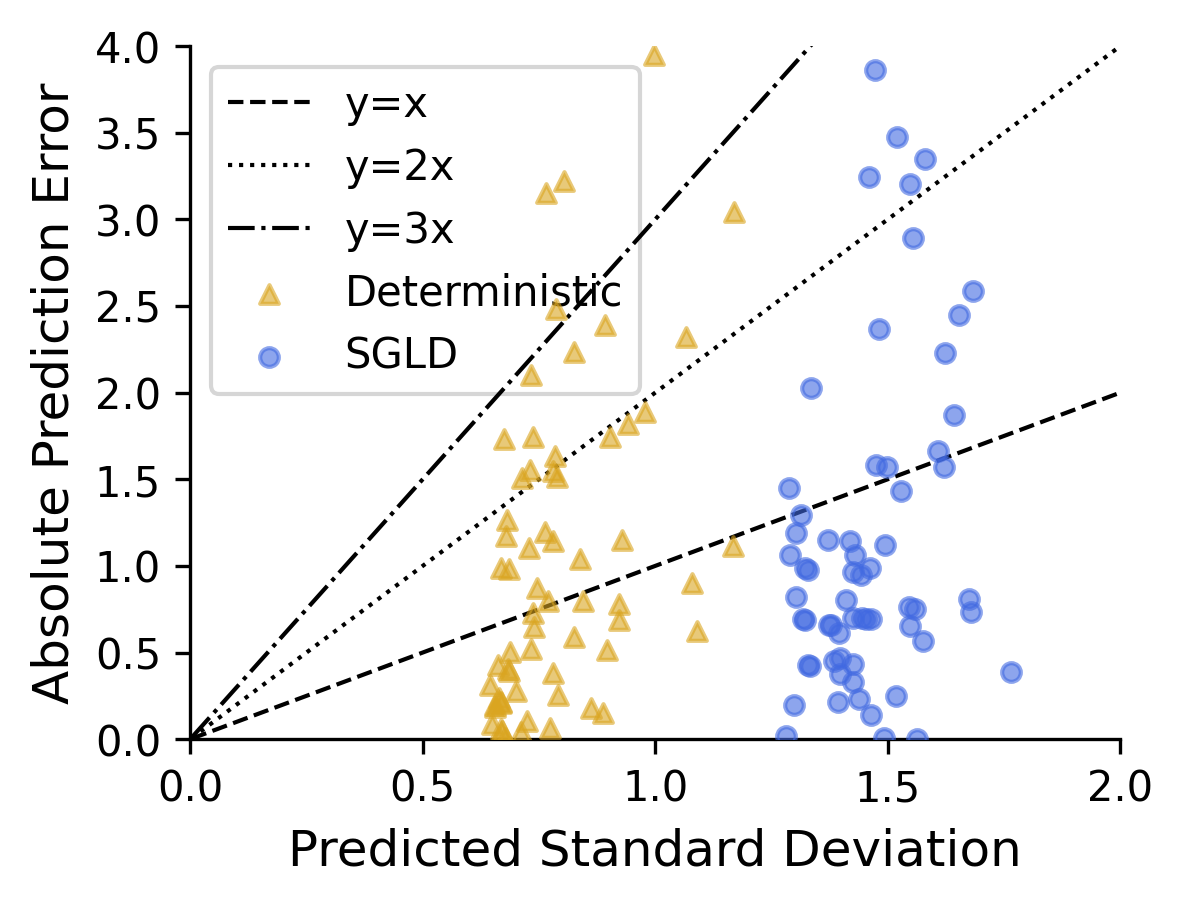 Absolute Prediction Error
4.0
3.5
3.0
2.5
2.0
1.5
1.0
0.5
0.0
y=x
y=2x
y=3x
Deterministic
SGLD
0.0 0.5 1.0 1.5 2.0
Predicted Standard Deviation